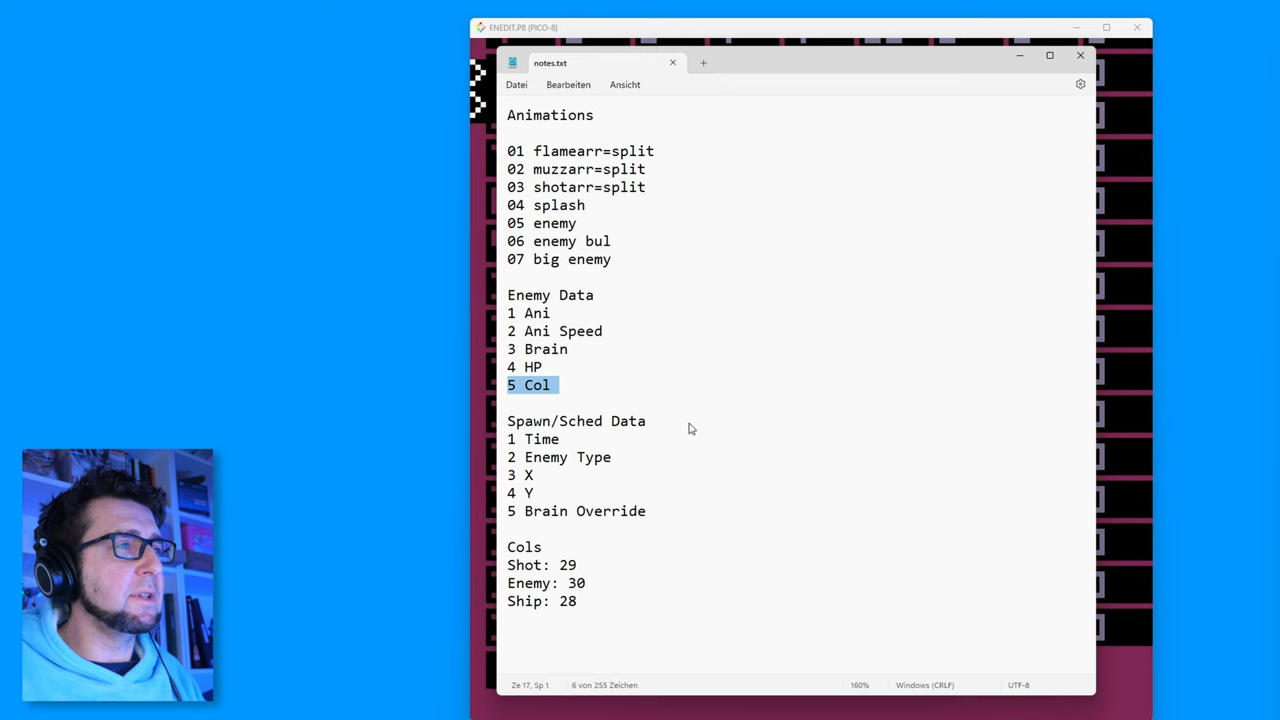 ENEDIT.P8 (PICO-8)
notes.txt
Datei Bearbeiten Ansicht
Animations
01 flamearr=split
02 muzzarr=split
03 shotarr=split
04 splash
05 enemy
06 enemy bul
07 big enemy
Enemy Data
1 Ani
2 Ani Speed
3 Brain
4 HP
5 Col
Spawn/Sched Data
1 Time
2 Enemy Type
3 X
4 Y
5 Brain Override
Cols
Shot: 29
Enemy: 30
Ship: 28
Ze 17, Sp 1 6 von 255 Zeichen 160% Windows (CRLF) UTF-8